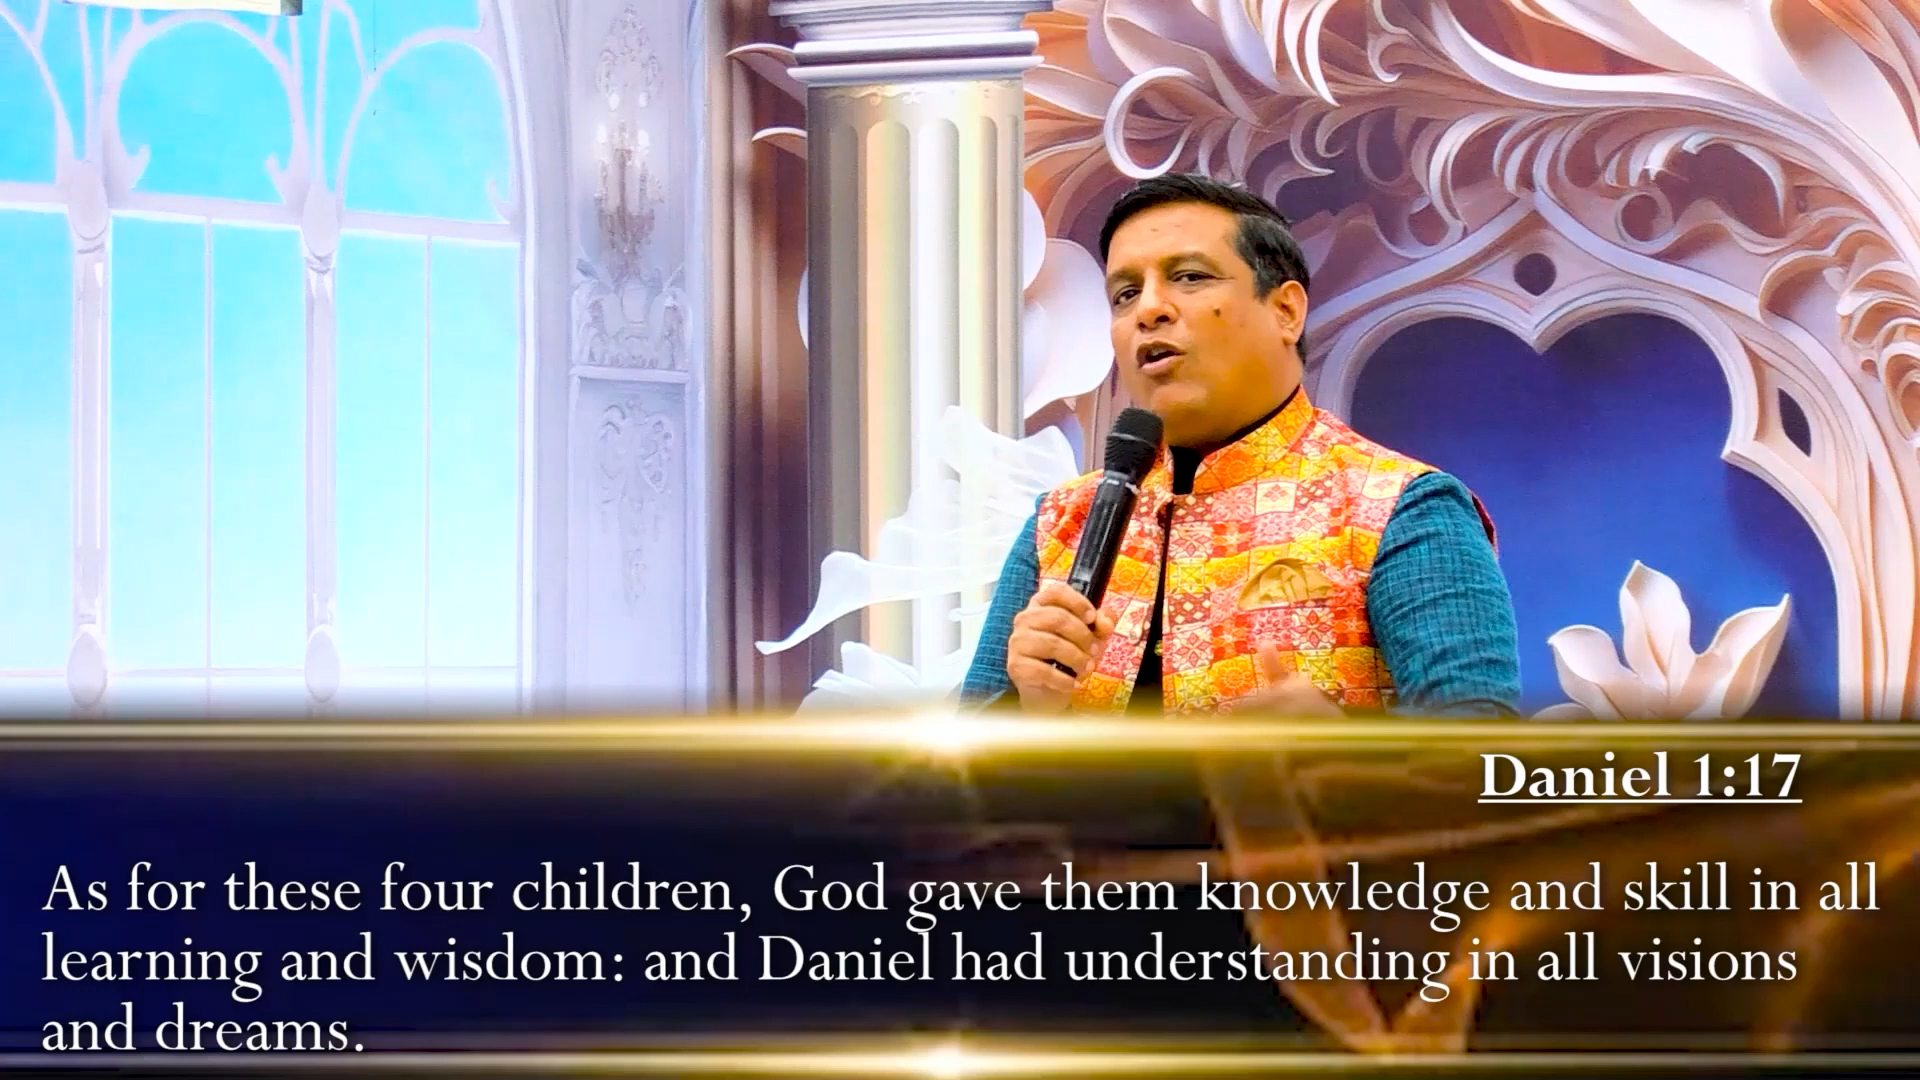 Daniel 1:17
As for these four children, God gave them knowledge and skill in all
learning and wisdom: and Daniel had understanding in all visions
and dreams.